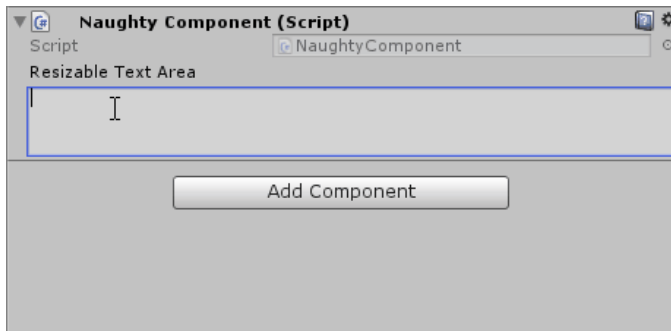 Naughty Component (Script)
Script NaughtyComponent
Resizable Text Area
Add Component